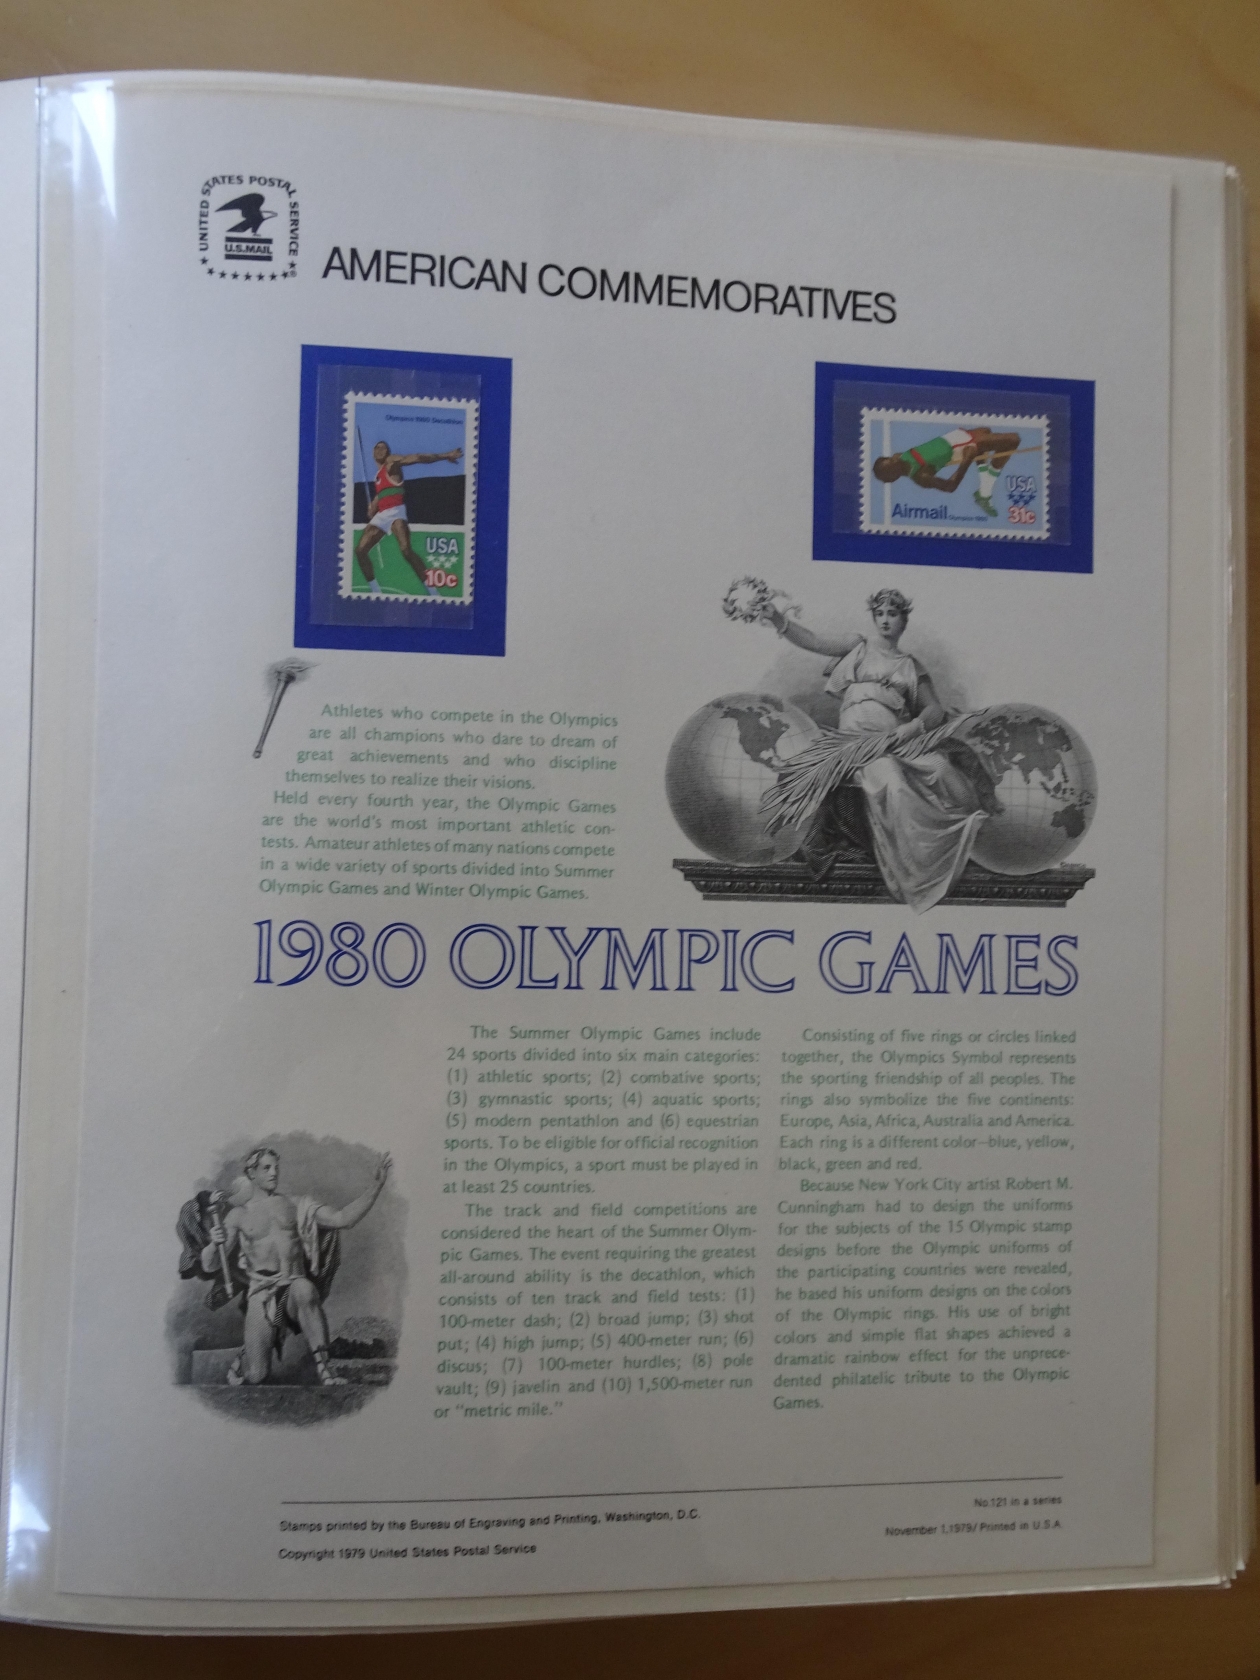 UNITED STATES POSTAL SERVICE
U.S.MAIL
AMERICAN COMMEMORATIVES
Olympics 1980 Decathlon
USA
10c
USA
31c
Airmail Olympics 1980
Athletes who compete in the Olympics
are all champions who dare to dream of
great achievements and who discipline
themselves to realize their visions.
Held every fourth year, the Olympic Games
are the world's most important athletic con-
tests. Amateur athletes of many nations compete
in a wide variety of sports divided into Summer
Olympic Games and Winter Olympic Games.
1980 OLYMPIC GAMES
The Summer Olympic Games include
24 sports divided into six main categories:
(1) athletic sports; (2) combative sports;
(3) gymnastic sports; (4) aquatic sports;
(5) modern pentathlon and (6) equestrian
sports. To be eligible for official recognition
in the Olympics, a sport must be played in
at least 25 countries.
The track and field competitions are
considered the heart of the Summer Olym-
pic Games. The event requiring the greatest
all-around ability is the decathlon, which
consists of ten track and field tests: (1)
100-meter dash; (2) broad jump; (3) shot
put; (4) high jump; (5) 400-meter run; (6)
discus; (7) 100-meter hurdles; (8) pole
vault; (9) javelin and (10) 1,500-meter run
or "metric mile."
Consisting of five rings or circles linked
together, the Olympics Symbol represents
the sporting friendship of all peoples. The
rings also symbolize the five continents:
Europe, Asia, Africa, Australia and America.
Each ring is a different color—blue, yellow,
black, green and red.
Because New York City artist Robert M.
Cunningham had to design the uniforms
for the subjects of the 15 Olympic stamp
designs before the Olympic uniforms of
the participating countries were revealed,
he based his uniform designs on the colors
of the Olympic rings. His use of bright
colors and simple flat shapes achieved a
dramatic rainbow effect for the unprece-
dented philatelic tribute to the Olympic
Games.
Stamps printed by the Bureau of Engraving and Printing, Washington, D.C.
Copyright 1979 United States Postal Service
No.121 in a series
November 1,1979/ Printed in U.S.A.